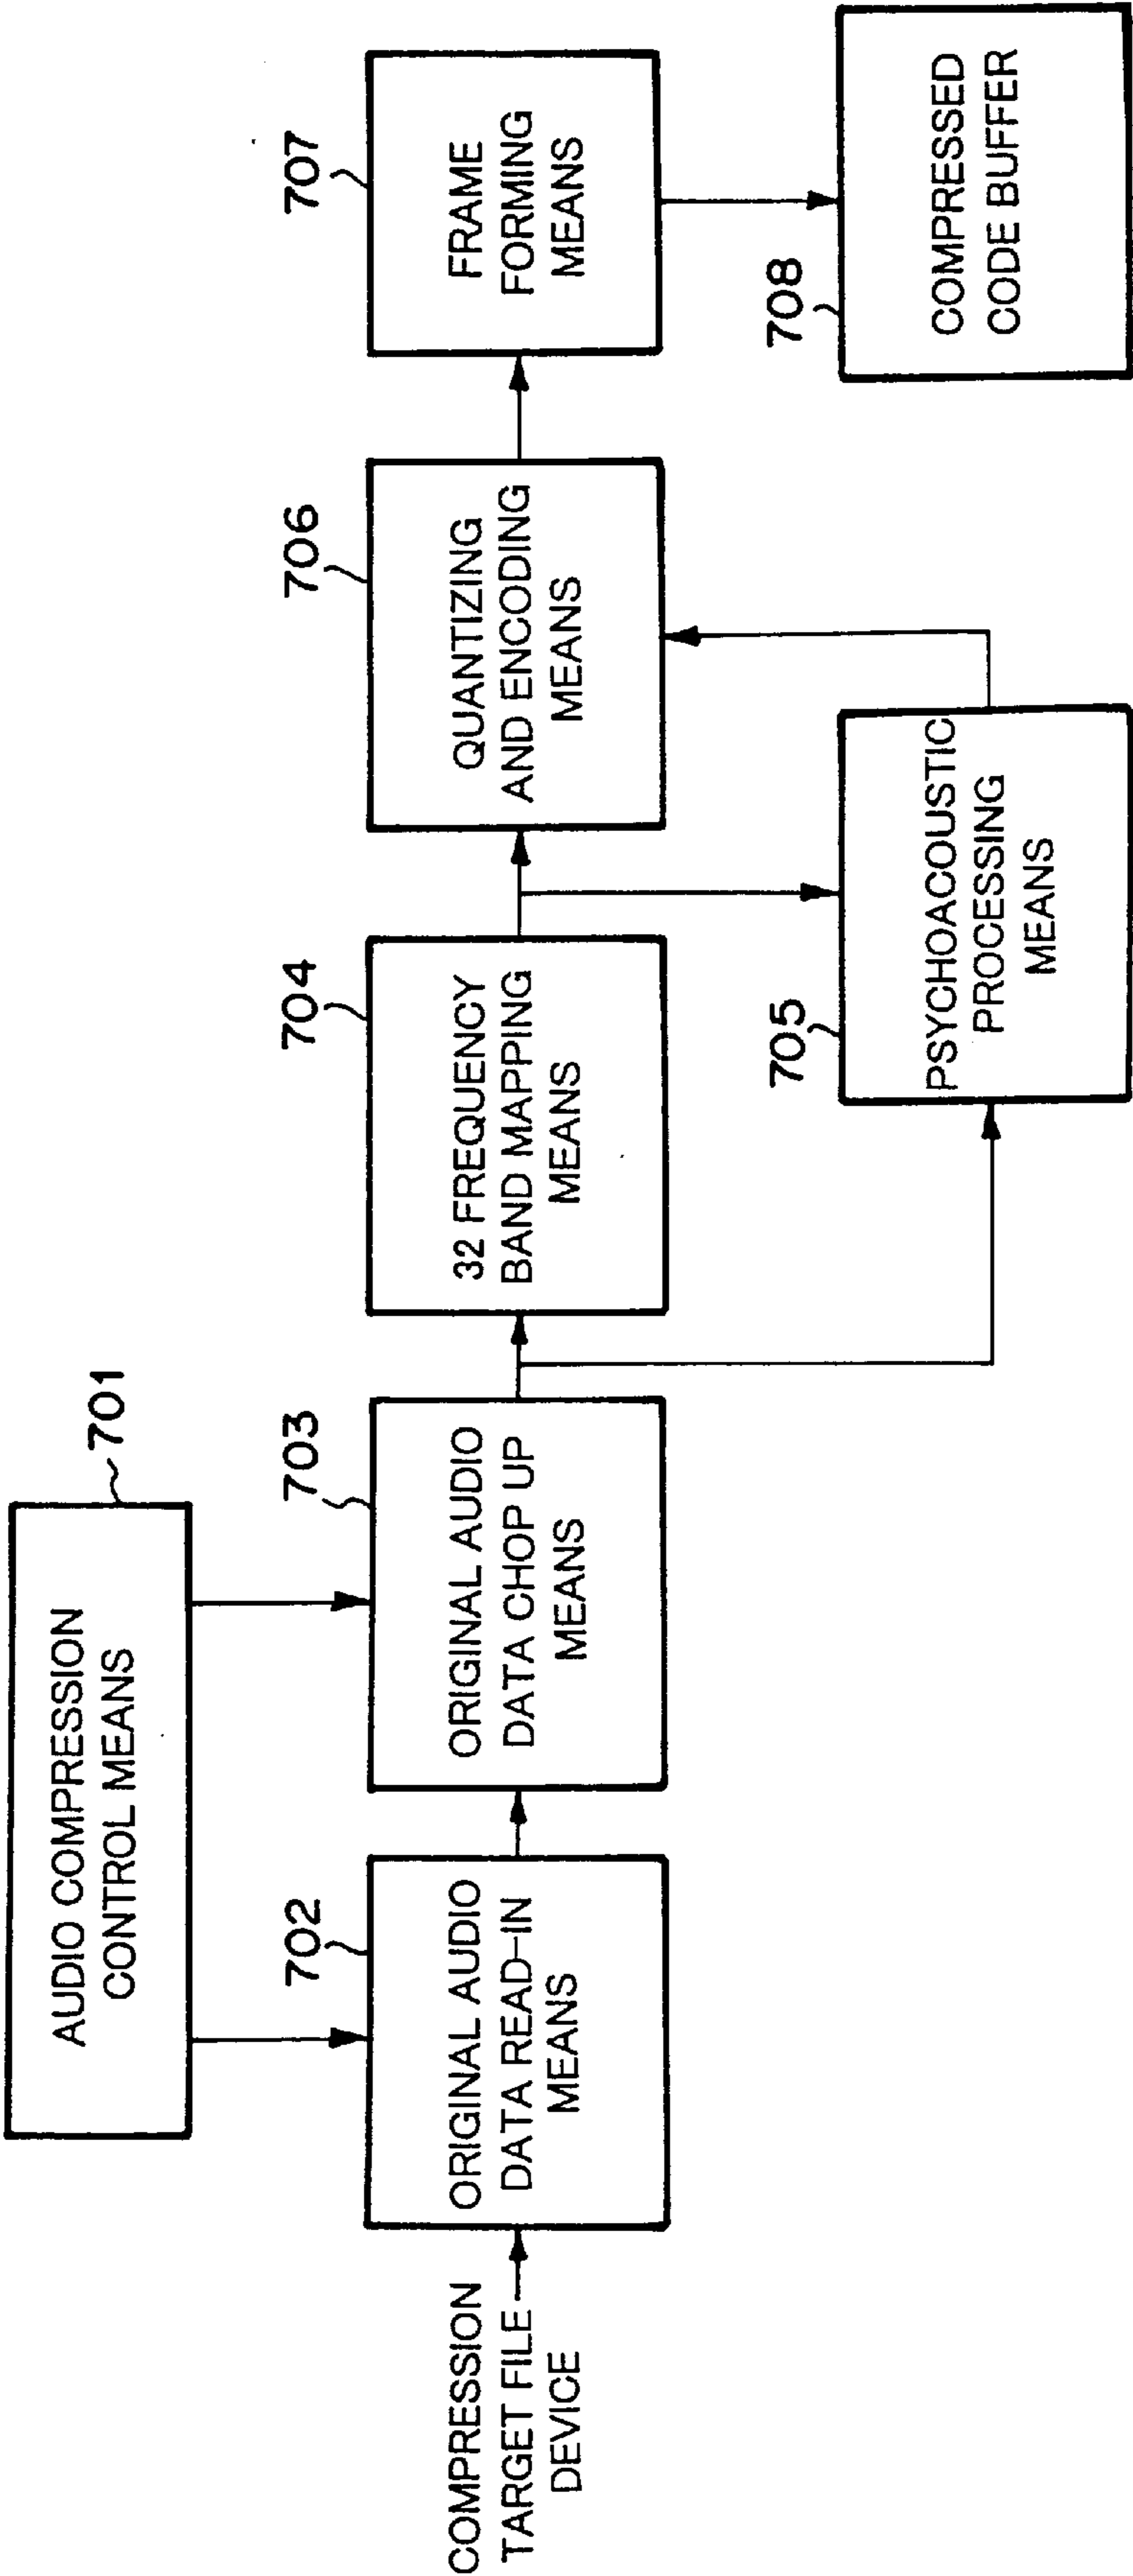 AUDIO COMPRESSION
CONTROL MEANS
701
COMPRESSION
TARGET FILE
DEVICE
702
ORIGINAL AUDIO
DATA READ-IN
MEANS
703
ORIGINAL AUDIO
DATA CHOP UP
MEANS
704
32 FREQUENCY
BAND MAPPING
MEANS
706
QUANTIZING
AND ENCODING
MEANS
707
FRAME
FORMING
MEANS
705
PSYCHOACOUSTIC
PROCESSING
MEANS
708
COMPRESSED
CODE BUFFER